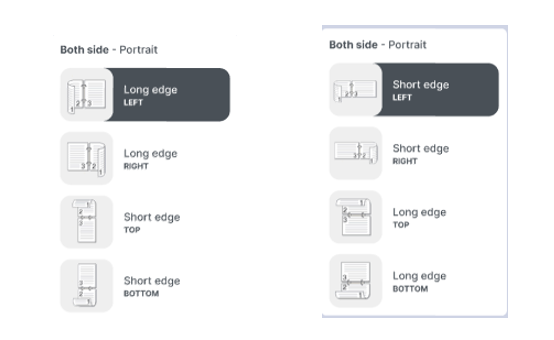 Both side - Portrait
Long edge
LEFT
Long edge
RIGHT
Short edge
TOP
Short edge
BOTTOM
Both side - Portrait
Short edge
LEFT
Short edge
RIGHT
Long edge
TOP
Long edge
BOTTOM